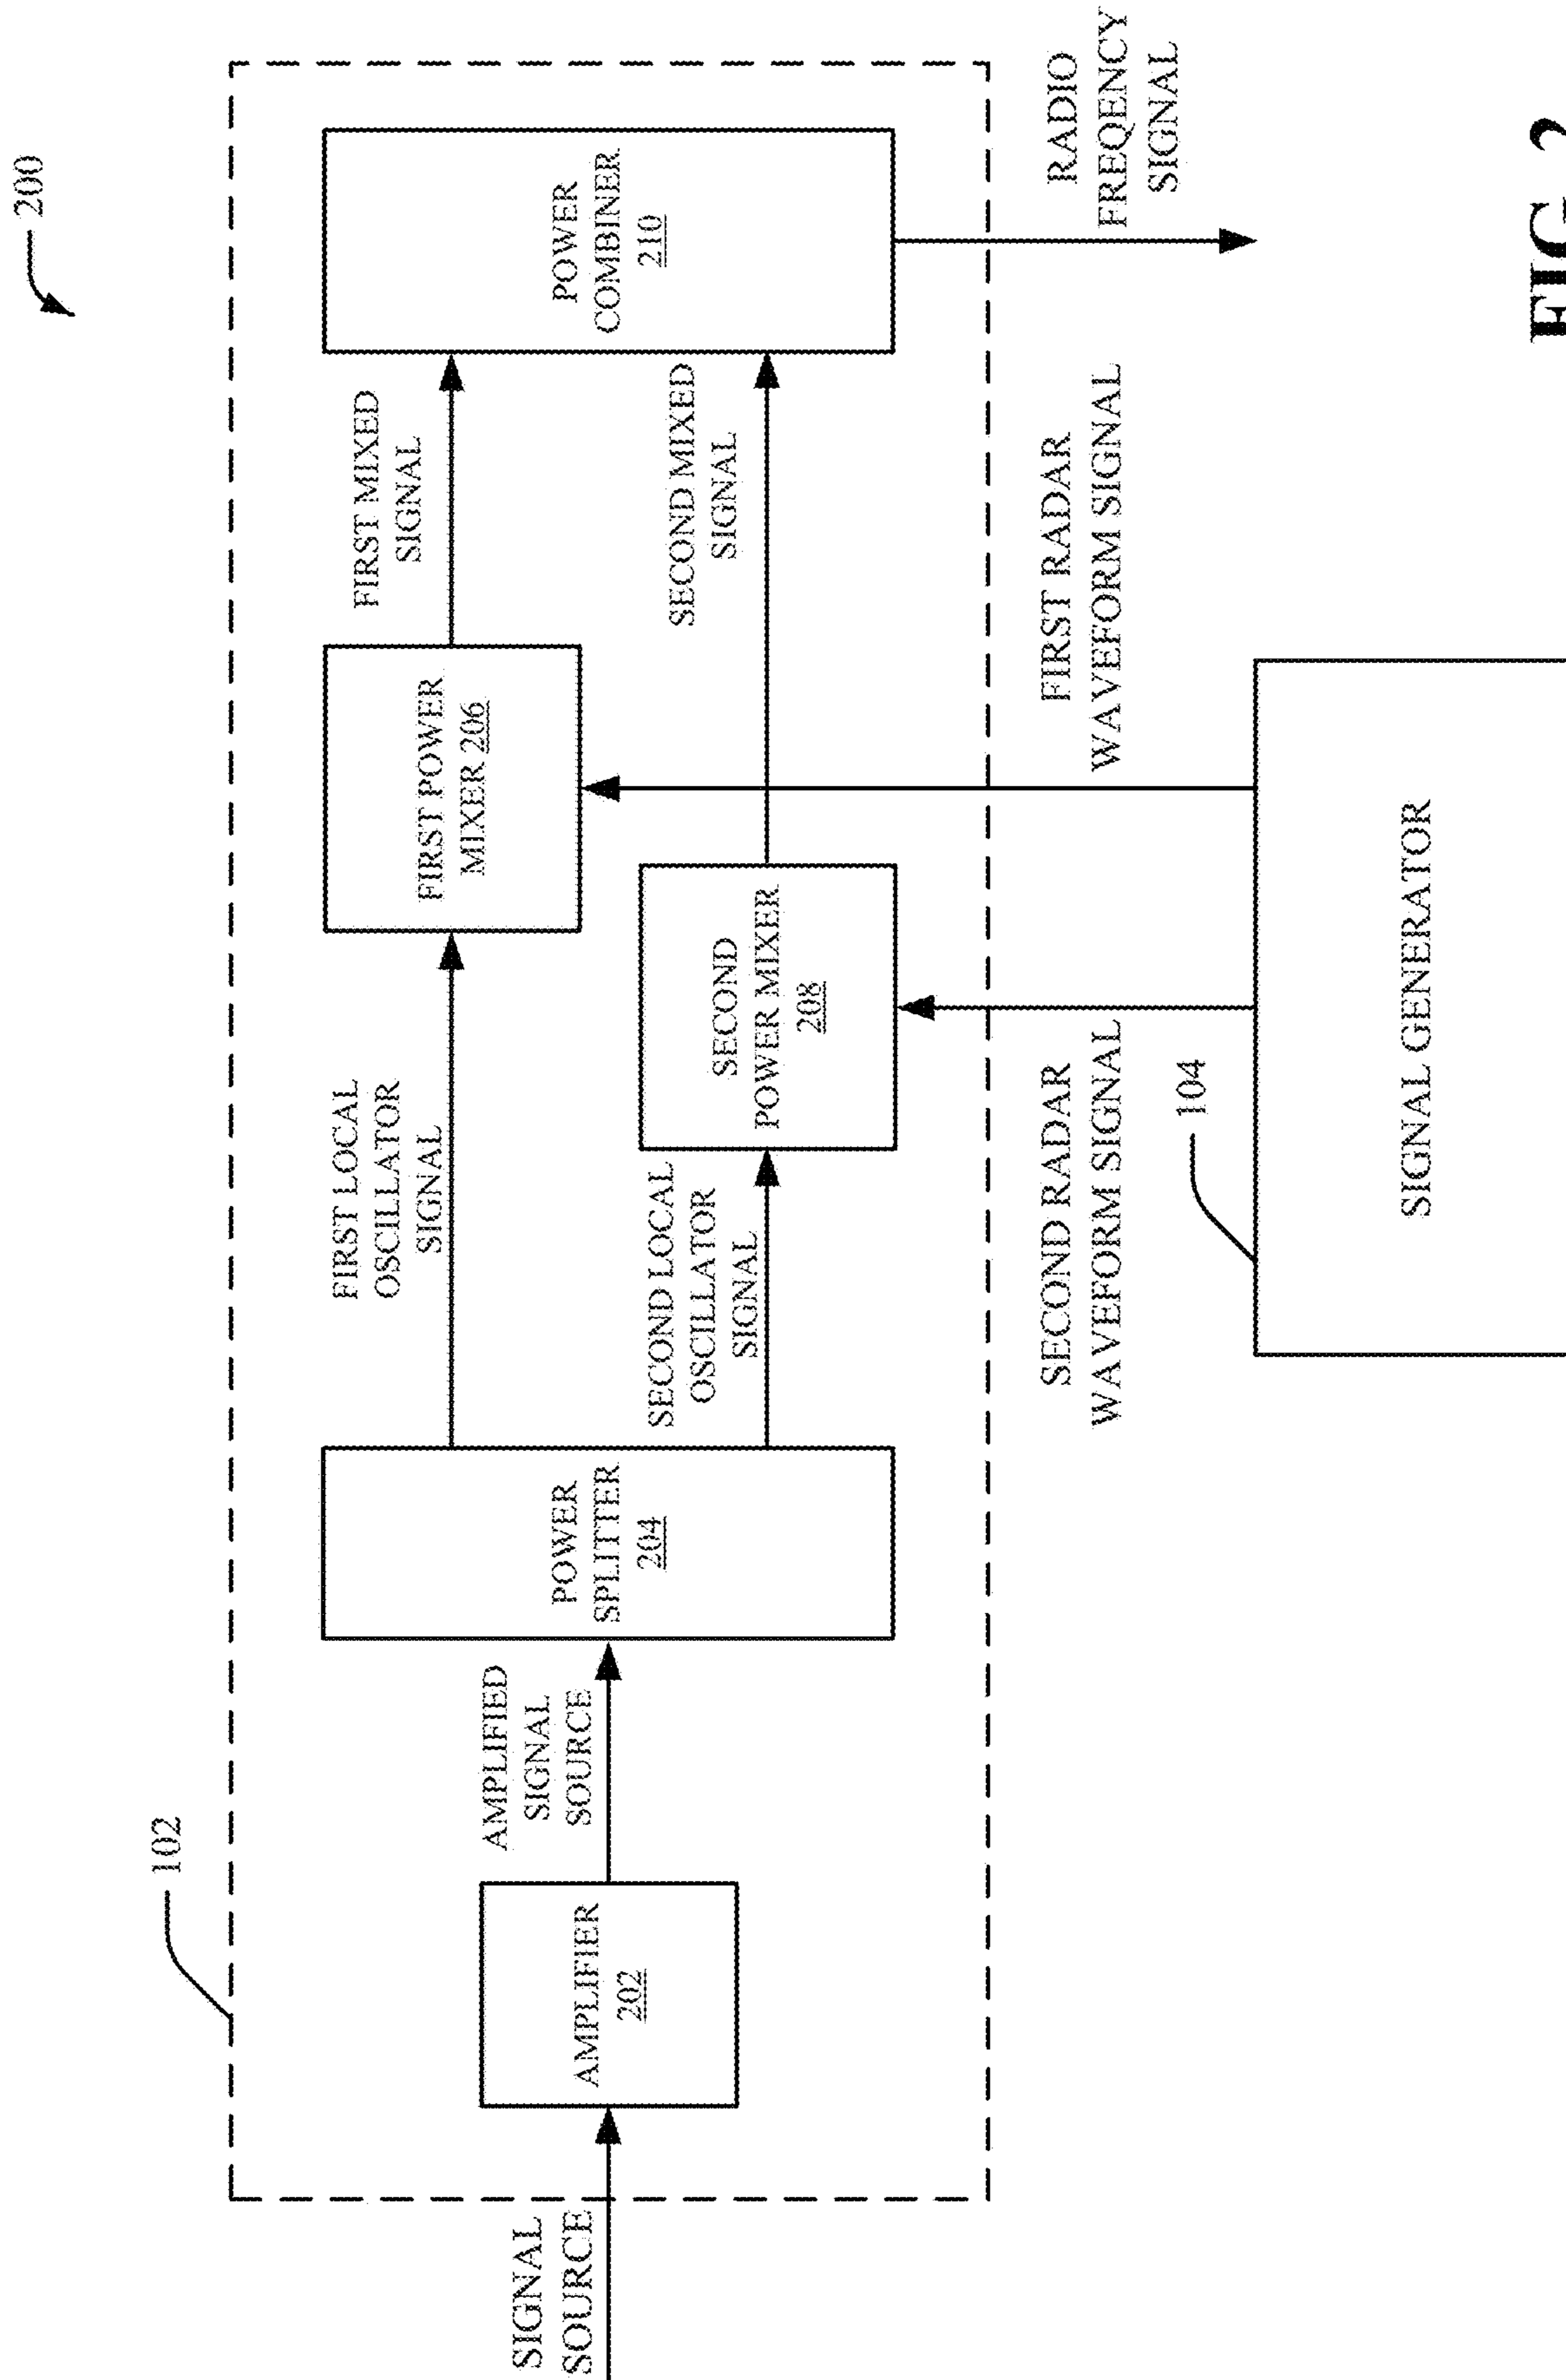 200
102
SIGNAL
SOURCE
AMPLIFIER
202
AMPLIFIED
SIGNAL
SOURCE
POWER
SPLITTER
204
FIRST LOCAL
OSCILLATOR
SIGNAL
SECOND LOCAL
OSCILLATOR
SIGNAL
FIRST POWER
MIXER 206
SECOND
POWER MIXER
208
FIRST MIXED
SIGNAL
SECOND MIXED
SIGNAL
POWER
COMBINER
210
RADIO
FREQENCY
SIGNAL
SECOND RADAR
WAVEFORM SIGNAL
FIRST RADAR
WAVEFORM SIGNAL
104
SIGNAL GENERATOR
FIG. 2